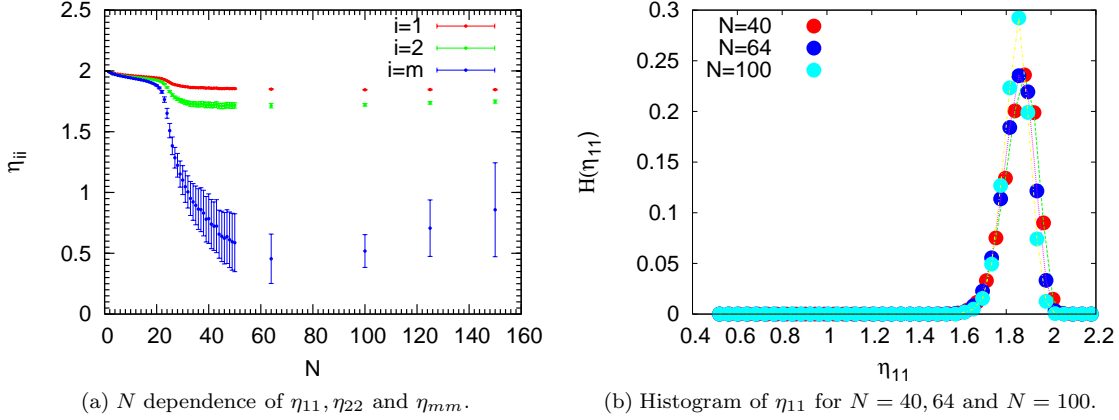 η_ii
0
0.5
1
1.5
2
2.5
0 20 40 60 80 100 120 140 160
N
i=1
i=2
i=m
(a) N dependence of η_11, η_22 and η_mm.
H(η_11)
0
0.05
0.1
0.15
0.2
0.25
0.3
0.4 0.6 0.8 1 1.2 1.4 1.6 1.8 2 2.2
η_11
N=40
N=64
N=100
(b) Histogram of η_11 for N = 40, 64 and N = 100.